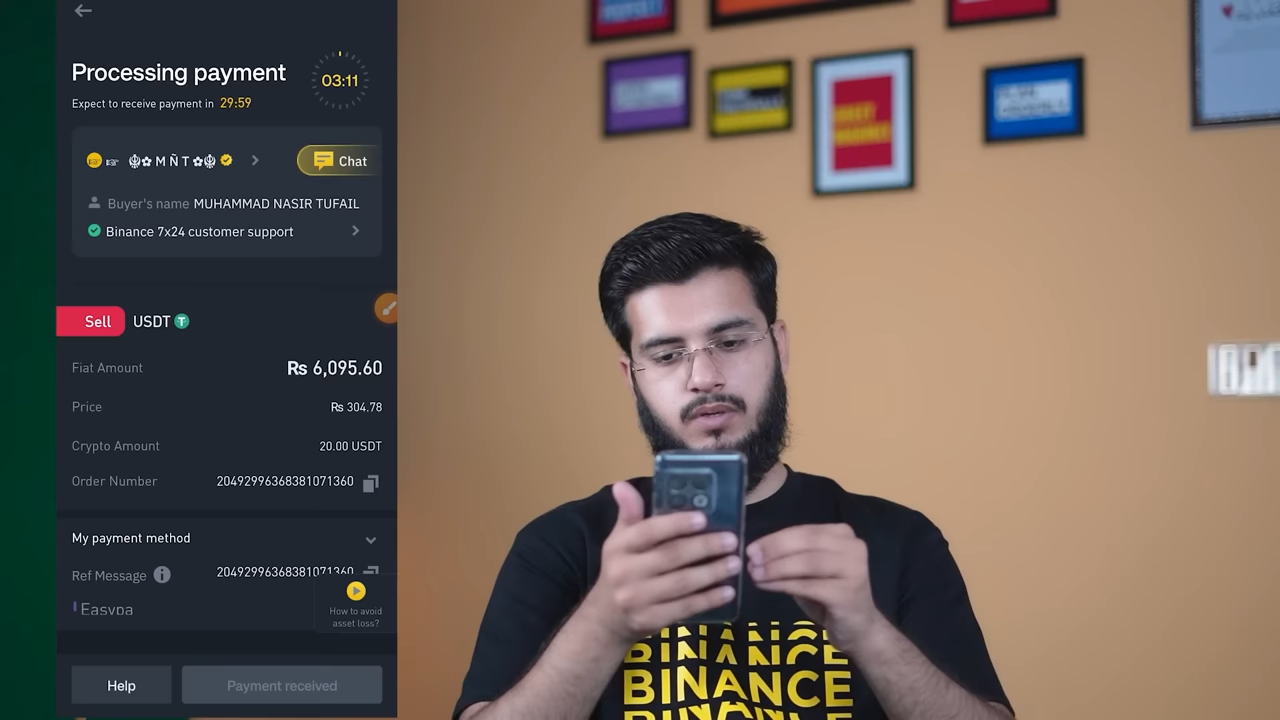 Processing payment
03:11
Expect to receive payment in 29:59
M Ñ T
Chat
Buyer's name MUHAMMAD NASIR TUFAIL
Binance 7x24 customer support
Sell USDT
Fiat Amount Rs 6,095.60
Price Rs 304.78
Crypto Amount 20.00 USDT
Order Number 20492996368381071360
My payment method
Ref Message 20492996368381071360
Easypa
How to avoid
asset loss?
Help
Payment received
BINANCE
BINANCE
BINANCE
BINANCE